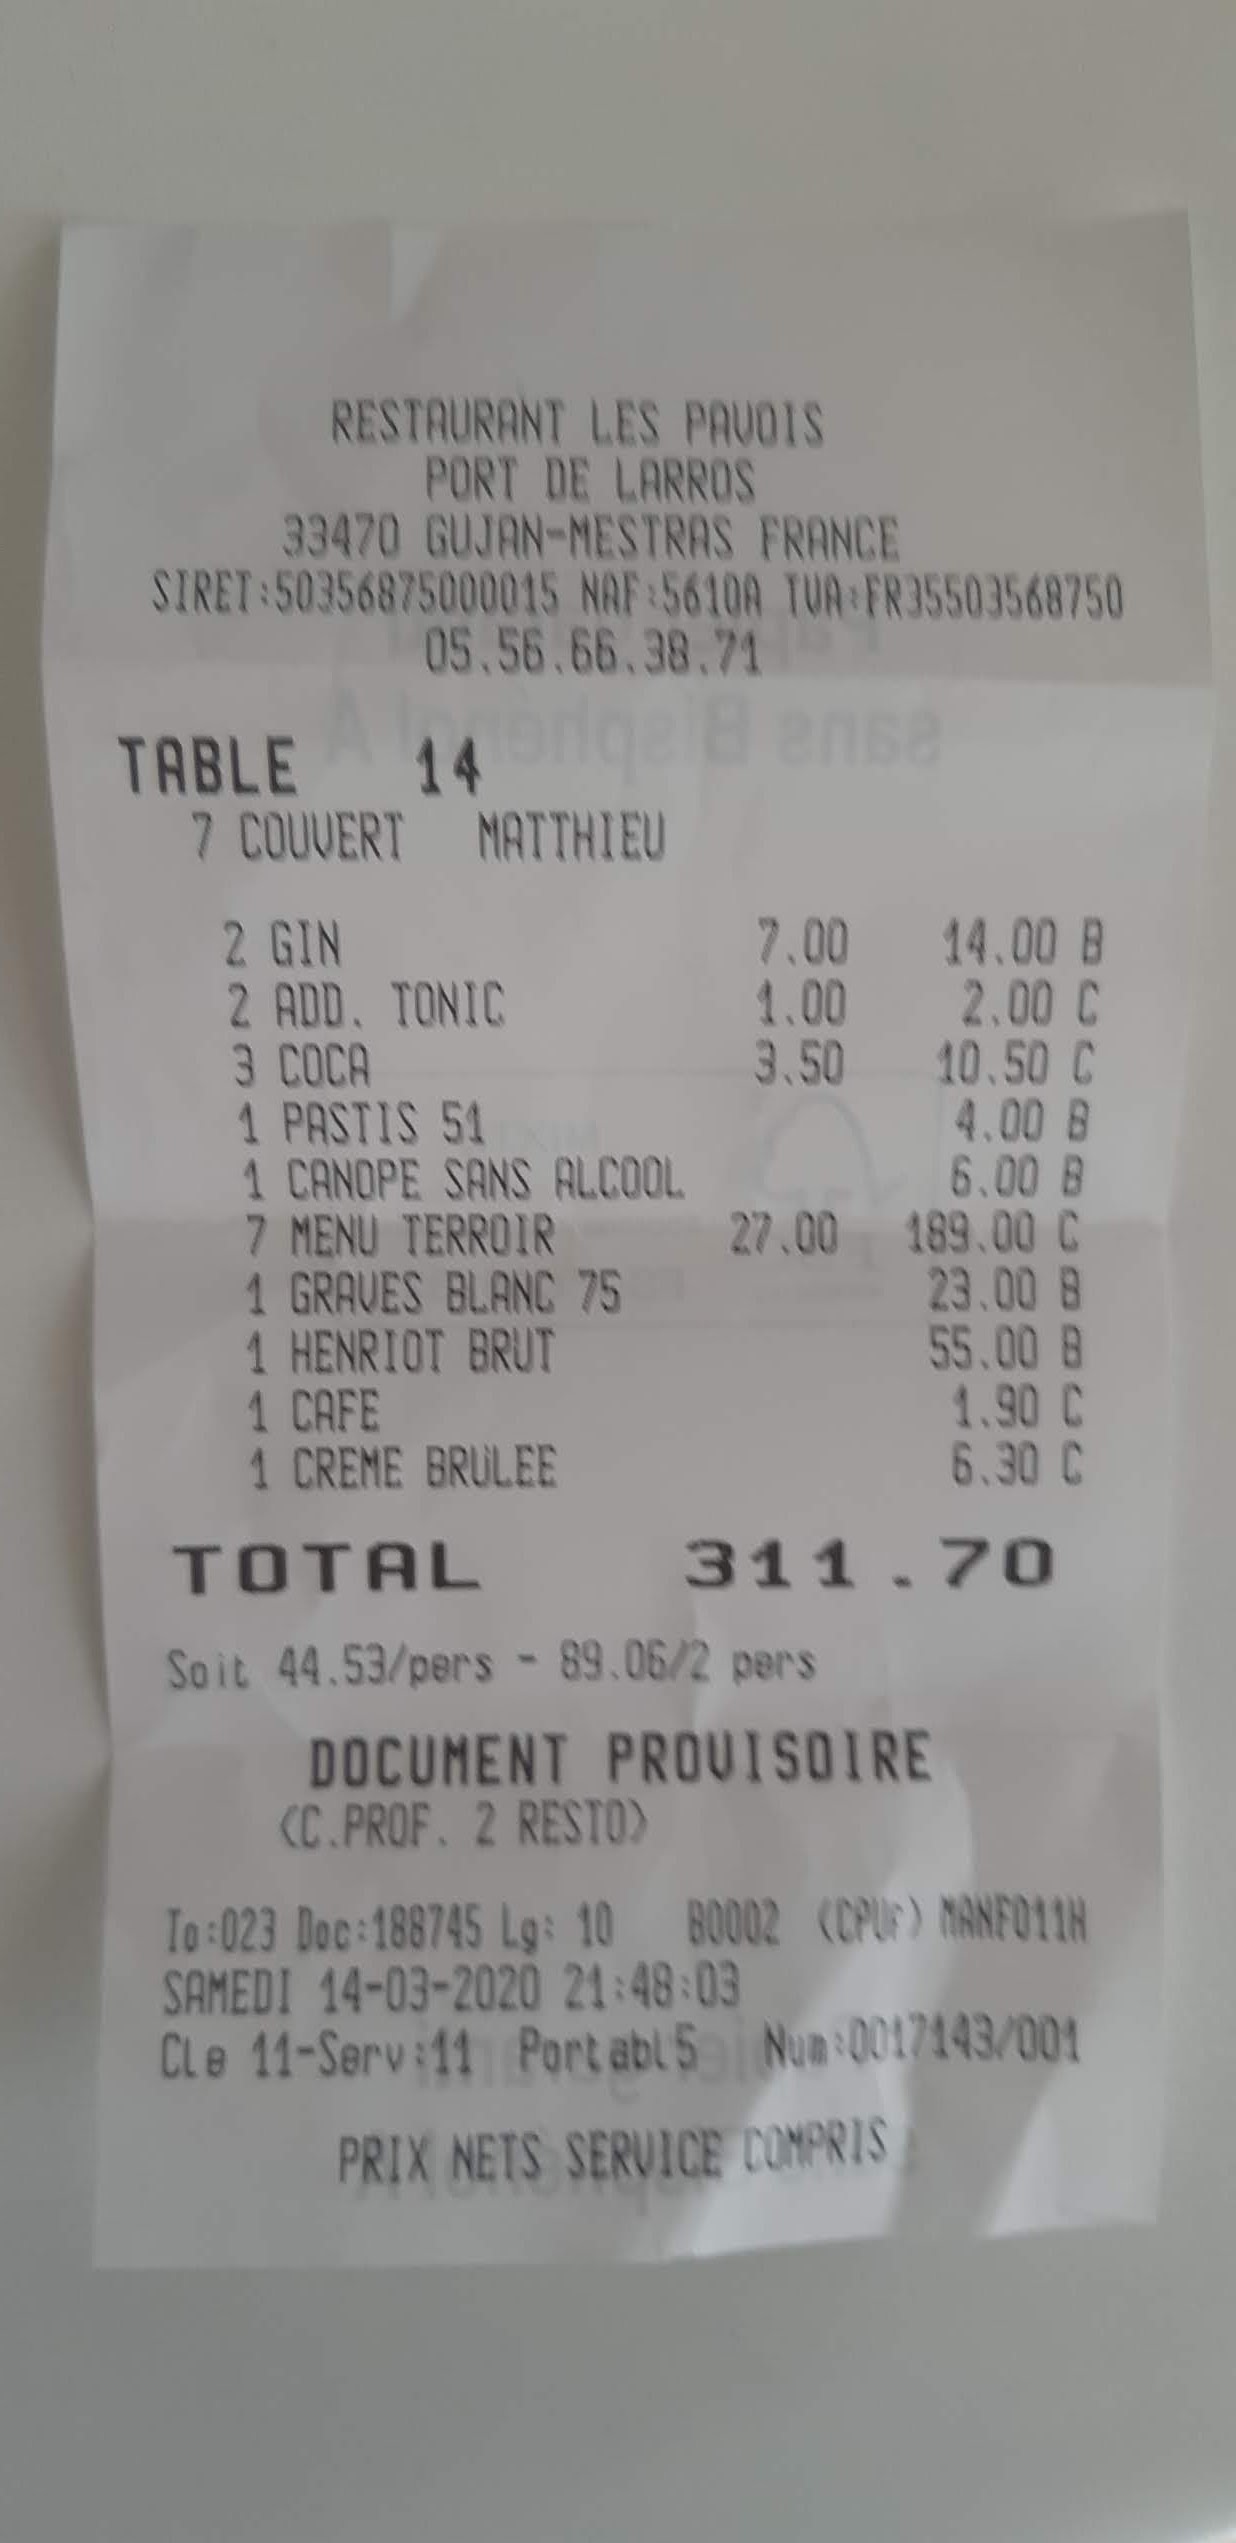 RESTAURANT LES PAVOIS
PORT DE LARROS
33470 GUJAN-MESTRAS FRANCE
SIRET:50356875000015 NAF:5610A TVA:FR35503568750
05.56.66.38.71
sans Bisphénol A
TABLE 14
7 COUVERT MATTHIEU
2 GIN 7.00 14.00 B
2 ADD. TONIC 1.00 2.00 C
3 COCA 3.50 10.50 C
1 PASTIS 51 4.00 B
1 CANOPE SANS ALCOOL 6.00 B
7 MENU TERROIR 27.00 189.00 C
1 GRAVES BLANC 75 23.00 B
1 HENRIOT BRUT 55.00 B
1 CAFE 1.90 C
1 CREME BRULEE 6.30 C
TOTAL 311.70
Soit 44.53/pers - 89.06/2 pers
DOCUMENT PROVISOIRE
(C.PROF. 2 RESTO)
To:023 Doc:188745 Lg: 10 B0002 MANF011H
SAMEDI 14-03-2020 21:48:03
Cle 11-Serv:11 Portabl5 Num:0017143/001
PRIX NETS SERVICE COMPRIS